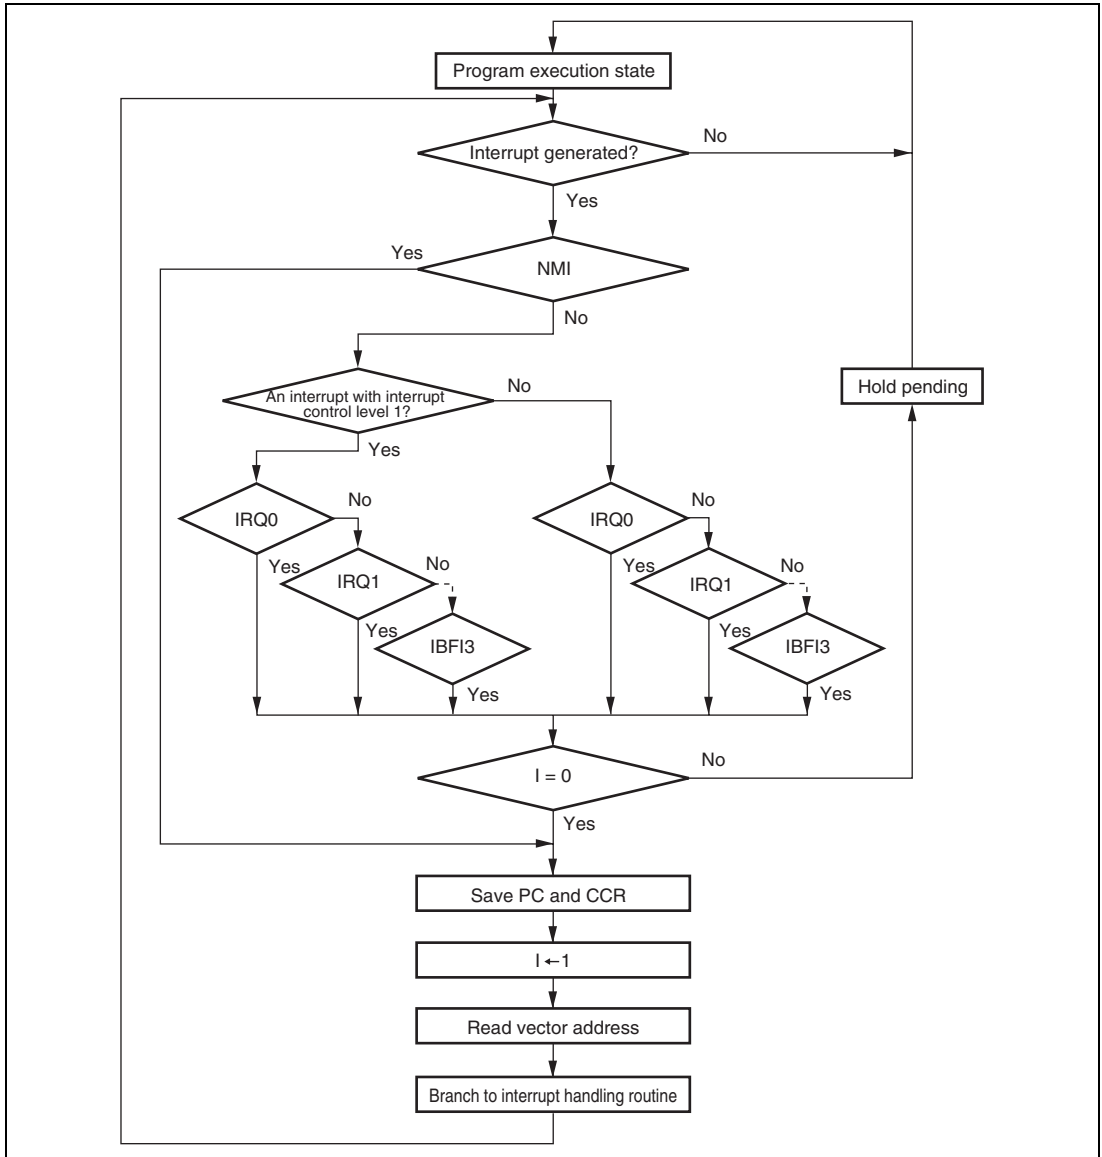 Program execution state
Interrupt generated?
No
Yes
NMI
Yes
No
An interrupt with interrupt
control level 1?
No
Yes
Hold pending
IRQ0
No
IRQ0
No
Yes
IRQ1
No
Yes
IRQ1
No
Yes
IBFI3
Yes
IBFI3
Yes
Yes
I = 0
No
Yes
Save PC and CCR
I ←1
Read vector address
Branch to interrupt handling routine